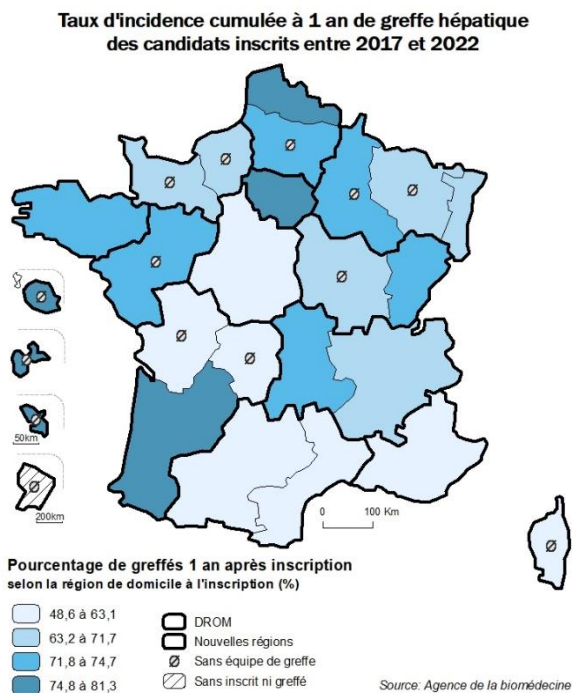 Taux d'incidence cumulée à 1 an de greffe hépatique
des candidats inscrits entre 2017 et 2022
50km
200km
0 100 Km
Pourcentage de greffés 1 an après inscription
selon la région de domicile à l'inscription (%)
48,6 à 63,1
63,2 à 71,7
71,8 à 74,7
74,8 à 81,3
DROM
Nouvelles régions
Sans équipe de greffe
Sans inscrit ni greffé
Source: Agence de la biomédecine